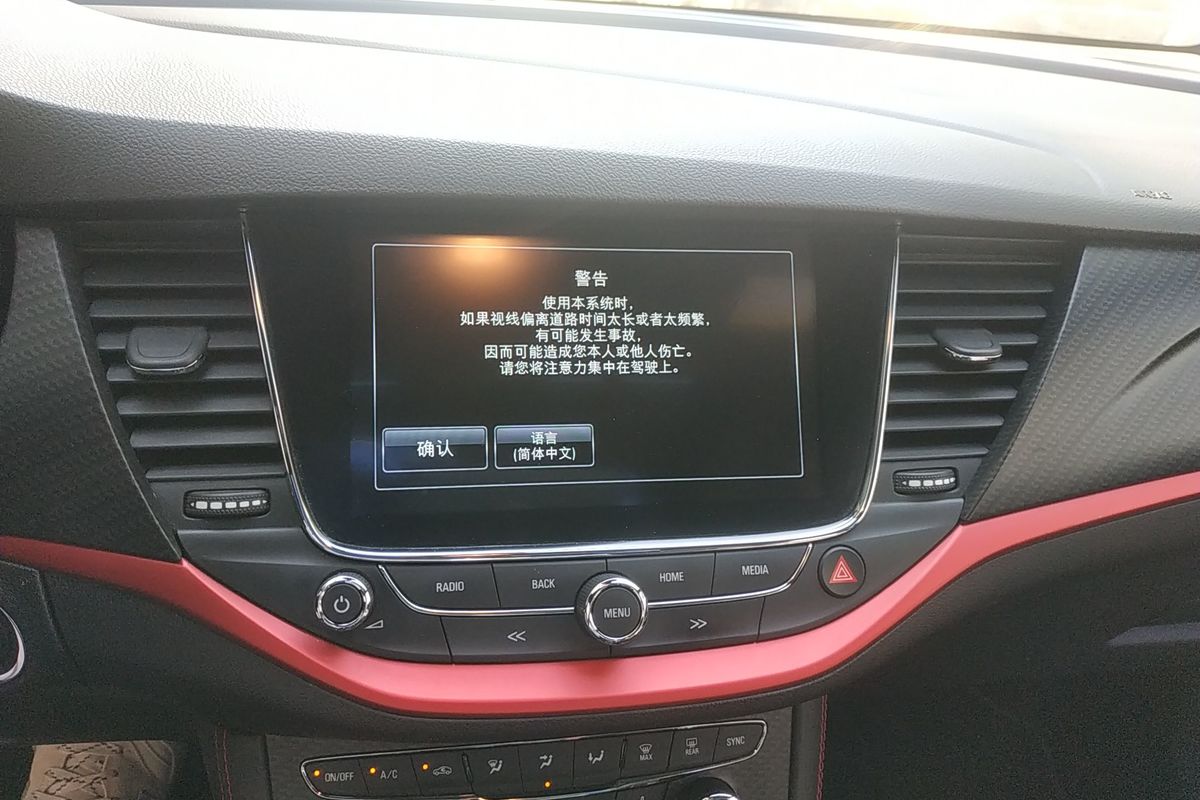 警告
使用本系统时,
如果视线偏离道路时间太长或者太频繁,
有可能发生事故,
因而可能造成您本人或他人伤亡。
请您将注意力集中在驾驶上。
确认
语言
(简体中文)
RADIO
BACK
HOME
MEDIA
MENU
ON/OFF
A/C
MAX
REAR
SYNC